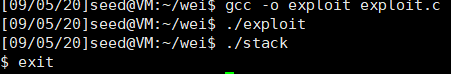 [09/05/20]seed@VM:~/wei$ gcc -o exploit exploit.c
[09/05/20]seed@VM:~/wei$ ./exploit
[09/05/20]seed@VM:~/wei$ ./stack
$ exit